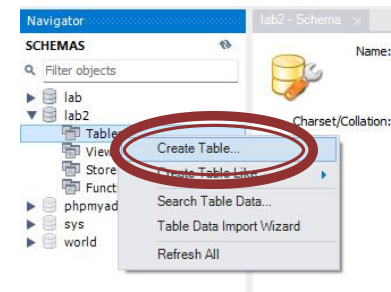 Navigator
SCHEMAS
Filter objects
lab
lab2
Table
View
Store
Funct
phpmyad
sys
world
lab2 - Schema
Name:
Charset/Collation:
Create Table...
Create Table Like
Search Table Data...
Table Data Import Wizard
Refresh All